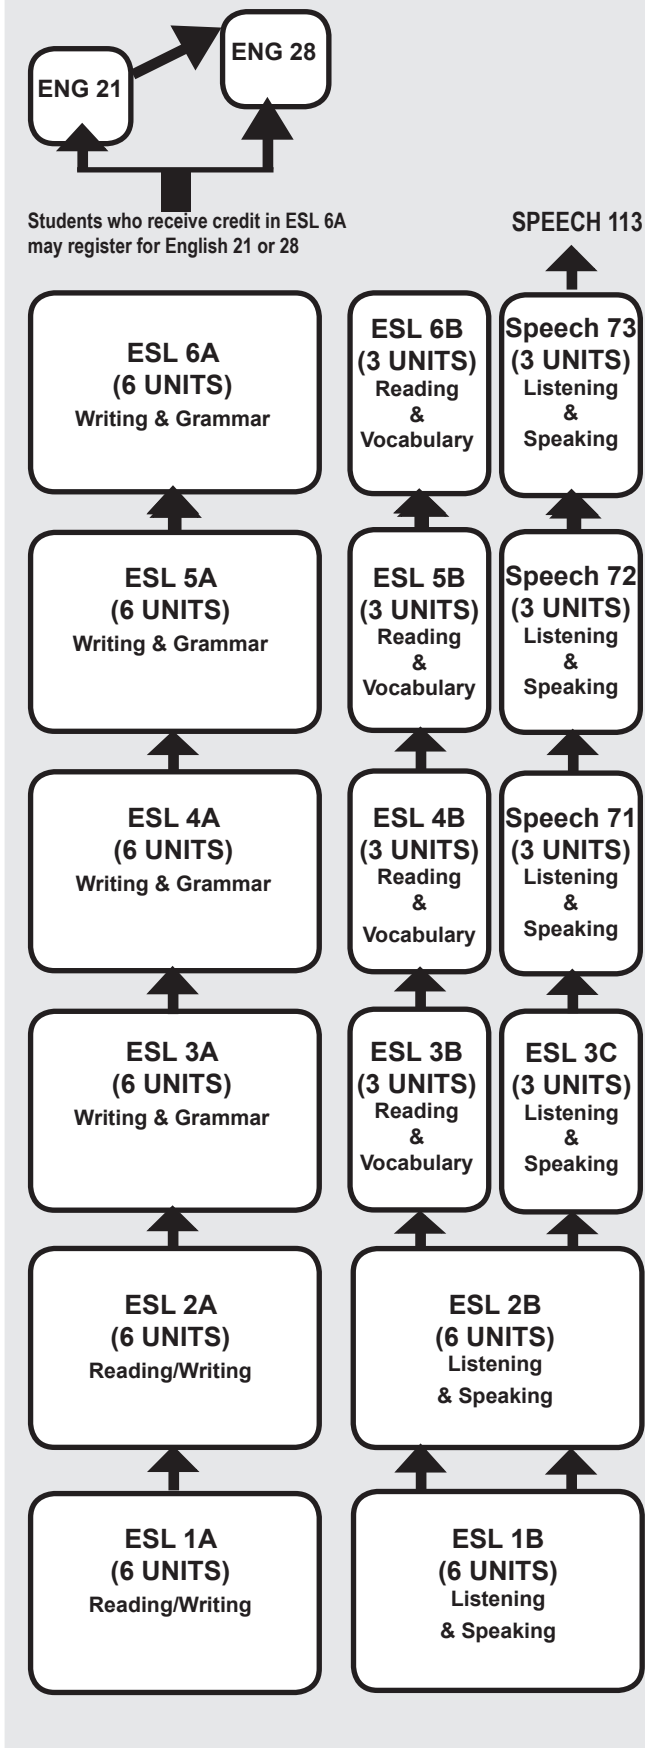 ENG 28
ENG 21
Students who receive credit in ESL 6A
may register for English 21 or 28
SPEECH 113
ESL 6A
(6 UNITS)
Writing & Grammar
ESL 6B
(3 UNITS)
Reading
&
Vocabulary
Speech 73
(3 UNITS)
Listening
&
Speaking
ESL 5A
(6 UNITS)
Writing & Grammar
ESL 5B
(3 UNITS)
Reading
&
Vocabulary
Speech 72
(3 UNITS)
Listening
&
Speaking
ESL 4A
(6 UNITS)
Writing & Grammar
ESL 4B
(3 UNITS)
Reading
&
Vocabulary
Speech 71
(3 UNITS)
Listening
&
Speaking
ESL 3A
(6 UNITS)
Writing & Grammar
ESL 3B
(3 UNITS)
Reading
&
Vocabulary
ESL 3C
(3 UNITS)
Listening
&
Speaking
ESL 2A
(6 UNITS)
Reading/Writing
ESL 2B
(6 UNITS)
Listening
& Speaking
ESL 1A
(6 UNITS)
Reading/Writing
ESL 1B
(6 UNITS)
Listening
& Speaking